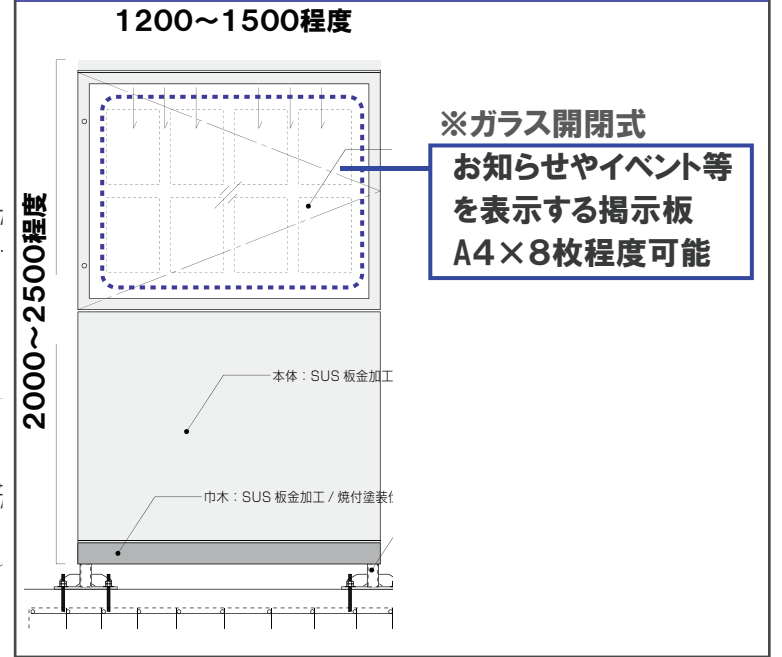 1200～1500程度
※ガラス開閉式
お知らせやイベント等
を表示する掲示板
A4×8枚程度可能
2000～2500程度
本体：SUS 板金加工
巾木：SUS 板金加工 / 焼付塗装